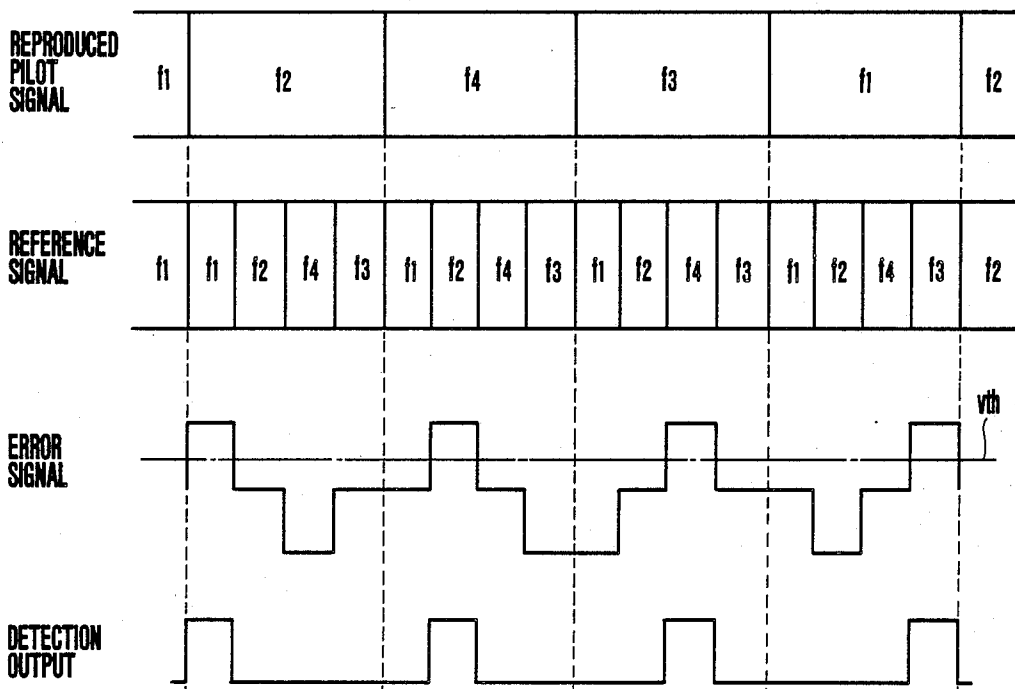 REPRODUCED
PILOT
SIGNAL
f1 f2 f4 f3 f1 f2
REFERENCE
SIGNAL
f1 f1 f2 f4 f3 f1 f2 f4 f3 f1 f2 f4 f3 f1 f2 f4 f3 f2
vth
ERROR
SIGNAL
DETECTION
OUTPUT